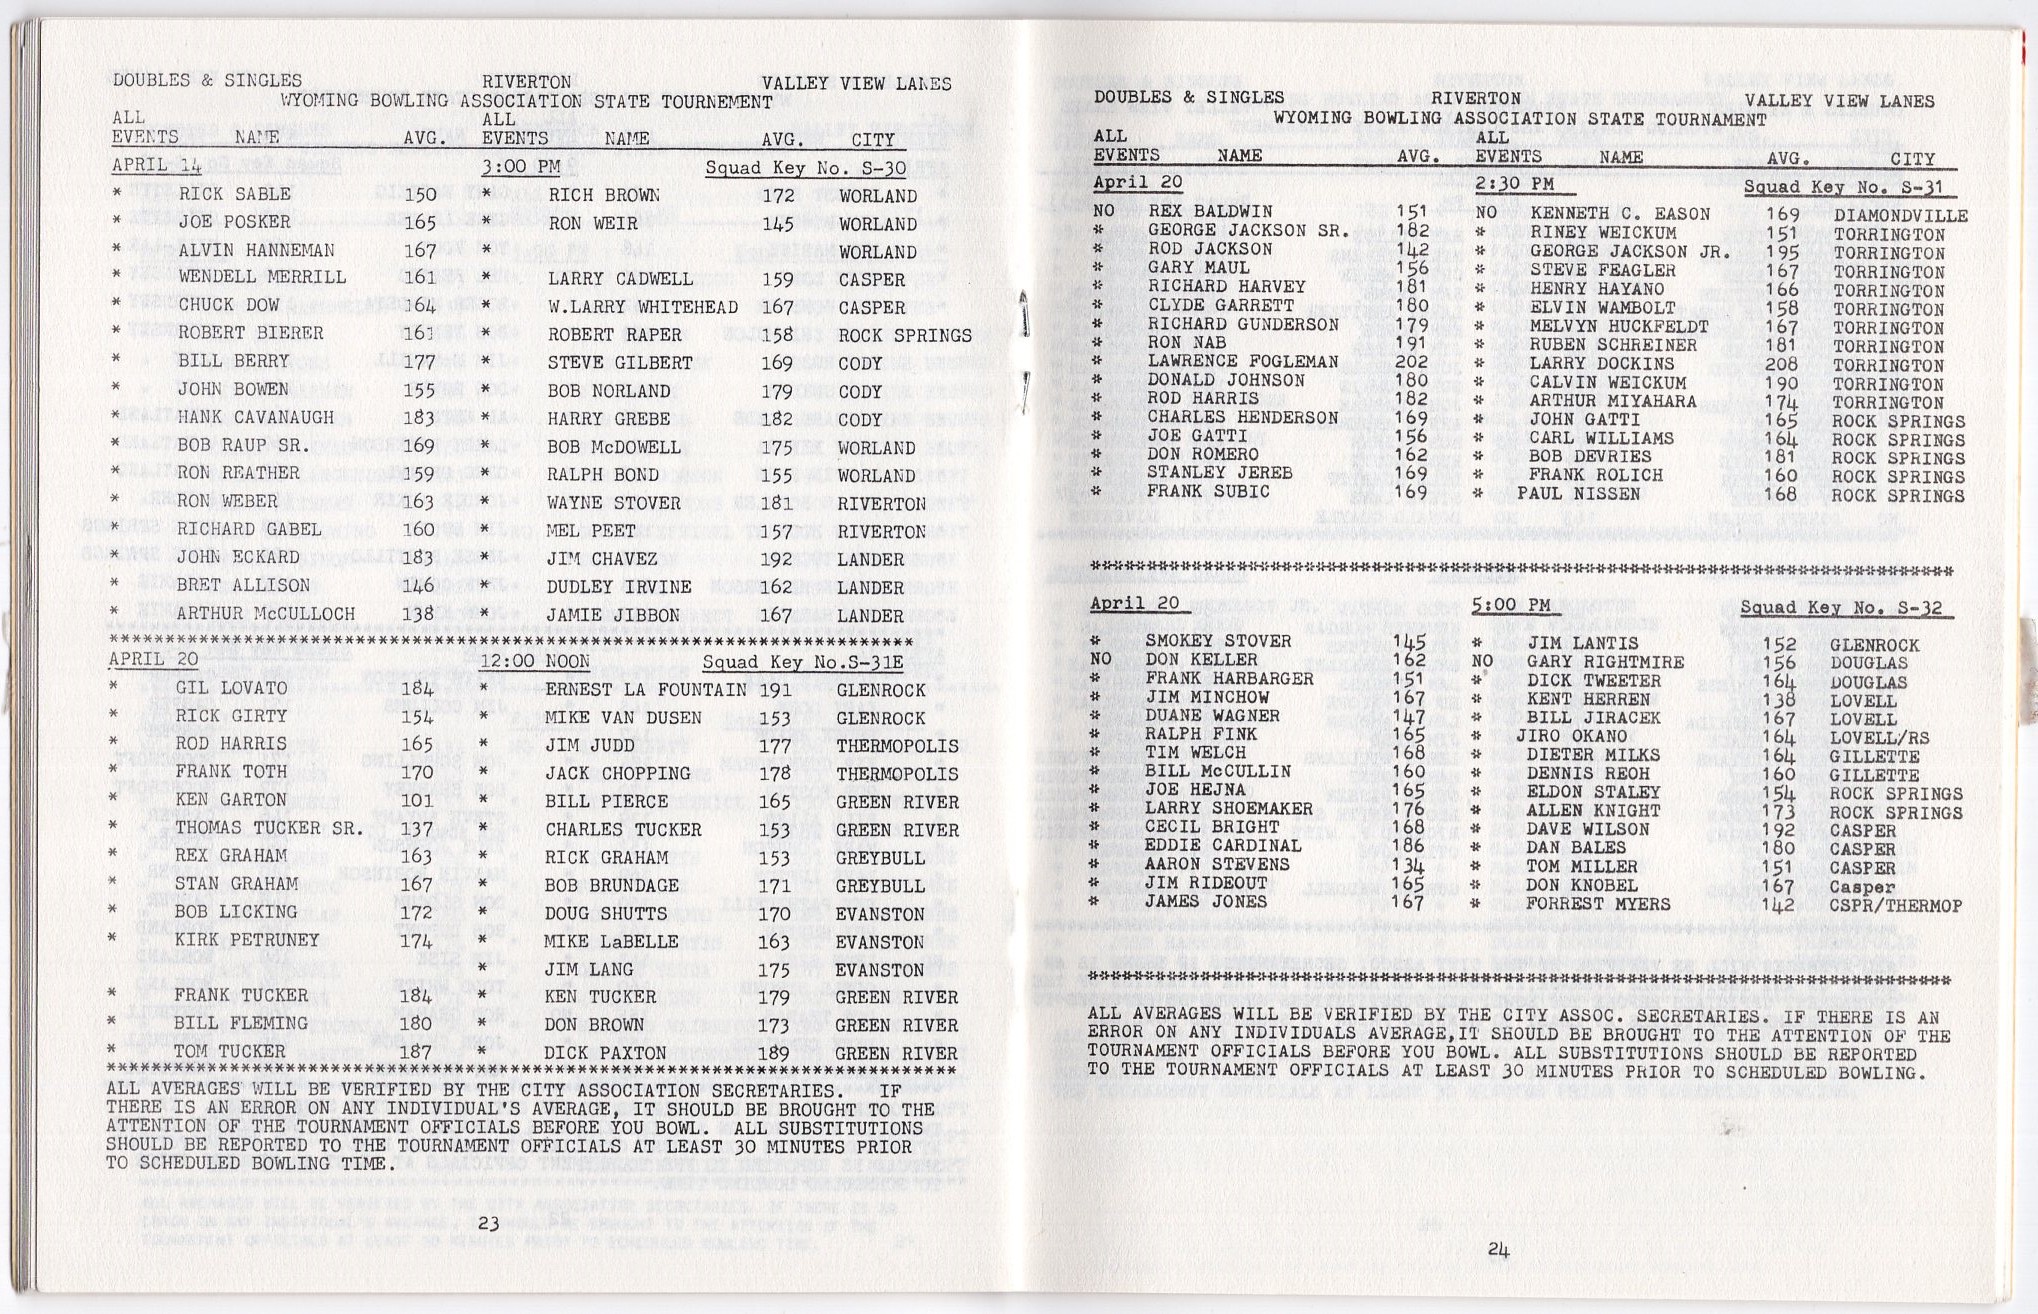 DOUBLES & SINGLES RIVERTON VALLEY VIEW LANES
WYOMING BOWLING ASSOCIATION STATE TOURNEMENT
ALL ALL
EVENTS NAME AVG. EVENTS NAME AVG. CITY
APRIL 14 3:00 PM Squad Key No. S-30
* RICK SABLE 150 * RICH BROWN 172 WORLAND
* JOE POSKER 165 * RON WEIR 145 WORLAND
* ALVIN HANNEMAN 167 * WORLAND
* WENDELL MERRILL 161 * LARRY CADWELL 159 CASPER
* CHUCK DOW 164 * W.LARRY WHITEHEAD 167 CASPER
* ROBERT BIERER 161 * ROBERT RAPER 158 ROCK SPRINGS
* BILL BERRY 177 * STEVE GILBERT 169 CODY
* JOHN BOWEN 155 * BOB NORLAND 179 CODY
* HANK CAVANAUGH 183 * HARRY GREBE 182 CODY
* BOB RAUP SR. 169 * BOB McDOWELL 175 WORLAND
* RON REATHER 159 * RALPH BOND 155 WORLAND
* RON WEBER 163 * WAYNE STOVER 181 RIVERTON
* RICHARD GABEL 160 * MEL PEET 157 RIVERTON
* JOHN ECKARD 183 * JIM CHAVEZ 192 LANDER
* BRET ALLISON 146 * DUDLEY IRVINE 162 LANDER
* ARTHUR McCULLOCH 138 * JAMIE JIBBON 167 LANDER
********************************************************************************
APRIL 20 12:00 NOON Squad Key No.S-31E
* GIL LOVATO 184 * ERNEST LA FOUNTAIN 191 GLENROCK
* RICK GIRTY 154 * MIKE VAN DUSEN 153 GLENROCK
* ROD HARRIS 165 * JIM JUDD 177 THERMOPOLIS
* FRANK TOTH 170 * JACK CHOPPING 178 THERMOPOLIS
* KEN GARTON 101 * BILL PIERCE 165 GREEN RIVER
* THOMAS TUCKER SR. 137 * CHARLES TUCKER 153 GREEN RIVER
* REX GRAHAM 163 * RICK GRAHAM 153 GREYBULL
* STAN GRAHAM 167 * BOB BRUNDAGE 171 GREYBULL
* BOB LICKING 172 * DOUG SHUTTS 170 EVANSTON
* KIRK PETRUNEY 174 * MIKE LaBELLE 163 EVANSTON
* JIM LANG 175 EVANSTON
* FRANK TUCKER 184 * KEN TUCKER 179 GREEN RIVER
* BILL FLEMING 180 * DON BROWN 173 GREEN RIVER
* TOM TUCKER 187 * DICK PAXTON 189 GREEN RIVER
********************************************************************************
ALL AVERAGES WILL BE VERIFIED BY THE CITY ASSOCIATION SECRETARIES. IF
THERE IS AN ERROR ON ANY INDIVIDUAL'S AVERAGE, IT SHOULD BE BROUGHT TO THE
ATTENTION OF THE TOURNAMENT OFFICIALS BEFORE YOU BOWL. ALL SUBSTITUTIONS
SHOULD BE REPORTED TO THE TOURNAMENT OFFICIALS AT LEAST 30 MINUTES PRIOR
TO SCHEDULED BOWLING TIME.
23
DOUBLES & SINGLES RIVERTON VALLEY VIEW LANES
WYOMING BOWLING ASSOCIATION STATE TOURNAMENT
ALL ALL
EVENTS NAME AVG. EVENTS NAME AVG. CITY
April 20 2:30 PM Squad Key No. S-31
NO REX BALDWIN 151 NO KENNETH C. EASON 169 DIAMONDVILLE
* GEORGE JACKSON SR. 182 * RINEY WEICKUM 151 TORRINGTON
* ROD JACKSON 142 * GEORGE JACKSON JR. 195 TORRINGTON
* GARY MAUL 156 * STEVE FEAGLER 167 TORRINGTON
* RICHARD HARVEY 181 * HENRY HAYANO 166 TORRINGTON
* CLYDE GARRETT 180 * ELVIN WAMBOLT 158 TORRINGTON
* RICHARD GUNDERSON 179 * MELVYN HUCKFELDT 167 TORRINGTON
* RON NAB 191 * RUBEN SCHREINER 181 TORRINGTON
* LAWRENCE FOGLEMAN 202 * LARRY DOCKINS 208 TORRINGTON
* DONALD JOHNSON 180 * CALVIN WEICKUM 190 TORRINGTON
* ROD HARRIS 182 * ARTHUR MIYAHARA 174 TORRINGTON
* CHARLES HENDERSON 169 * JOHN GATTI 165 ROCK SPRINGS
* JOE GATTI 156 * CARL WILLIAMS 164 ROCK SPRINGS
* DON ROMERO 162 * BOB DEVRIES 181 ROCK SPRINGS
* STANLEY JEREB 169 * FRANK ROLICH 160 ROCK SPRINGS
* FRANK SUBIC 169 * PAUL NISSEN 168 ROCK SPRINGS
********************************************************************************
April 20 5:00 PM Squad Key No. S-32
* SMOKEY STOVER 145 * JIM LANTIS 152 GLENROCK
NO DON KELLER 162 NO GARY RIGHTMIRE 156 DOUGLAS
* FRANK HARBARGER 151 * DICK TWEETER 164 DOUGLAS
* JIM MINCHOW 167 * KENT HERREN 138 LOVELL
* DUANE WAGNER 147 * BILL JIRACEK 167 LOVELL
* RALPH FINK 165 * JIRO OKANO 164 LOVELL/RS
* TIM WELCH 168 * DIETER MILKS 164 GILLETTE
* BILL McCULLIN 160 * DENNIS REOH 160 GILLETTE
* JOE HEJNA 165 * ELDON STALEY 154 ROCK SPRINGS
* LARRY SHOEMAKER 176 * ALLEN KNIGHT 173 ROCK SPRINGS
* CECIL BRIGHT 168 * DAVE WILSON 192 CASPER
* EDDIE CARDINAL 186 * DAN BALES 180 CASPER
* AARON STEVENS 134 * TOM MILLER 151 CASPER
* JIM RIDEOUT 165 * DON KNOBEL 167 Casper
* JAMES JONES 167 * FORREST MYERS 142 CSPR/THERMOP
********************************************************************************
ALL AVERAGES WILL BE VERIFIED BY THE CITY ASSOC. SECRETARIES. IF THERE IS AN
ERROR ON ANY INDIVIDUALS AVERAGE,IT SHOULD BE BROUGHT TO THE ATTENTION OF THE
TOURNAMENT OFFICIALS BEFORE YOU BOWL. ALL SUBSTITUTIONS SHOULD BE REPORTED
TO THE TOURNAMENT OFFICIALS AT LEAST 30 MINUTES PRIOR TO SCHEDULED BOWLING.
24